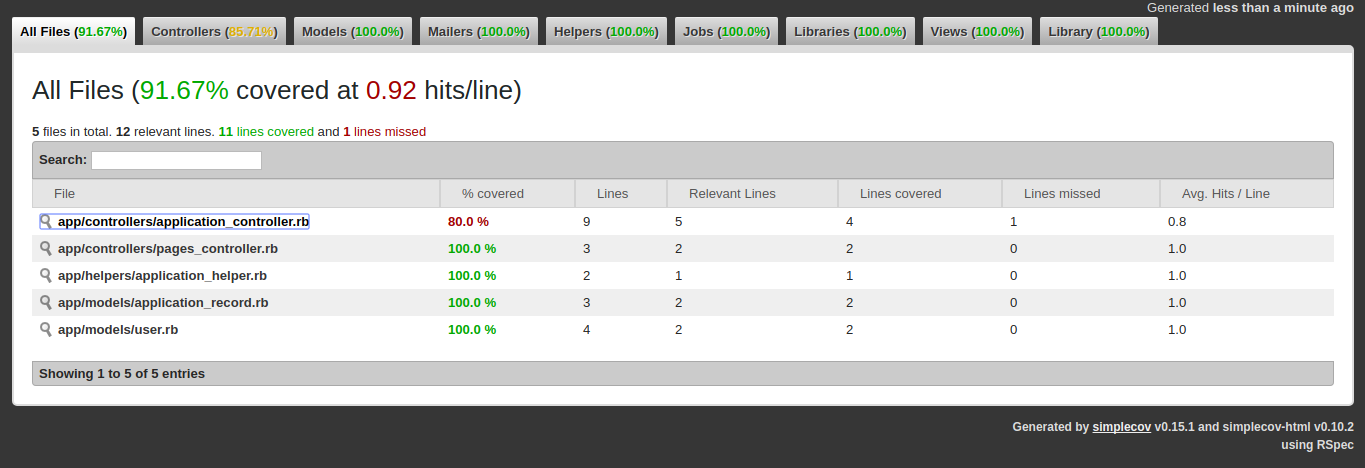 Generated less than a minute ago
All Files (91.67%) Controllers (85.71%) Models (100.0%) Mailers (100.0%) Helpers (100.0%) Jobs (100.0%) Libraries (100.0%) Views (100.0%) Library (100.0%)
All Files (91.67% covered at 0.92 hits/line)
5 files in total. 12 relevant lines. 11 lines covered and 1 lines missed
Search:
File % covered Lines Relevant Lines Lines covered Lines missed Avg. Hits / Line
app/controllers/application_controller.rb 80.0 % 9 5 4 1 0.8
app/controllers/pages_controller.rb 100.0 % 3 2 2 0 1.0
app/helpers/application_helper.rb 100.0 % 2 1 1 0 1.0
app/models/application_record.rb 100.0 % 3 2 2 0 1.0
app/models/user.rb 100.0 % 4 2 2 0 1.0
Showing 1 to 5 of 5 entries
Generated by simplecov v0.15.1 and simplecov-html v0.10.2
using RSpec